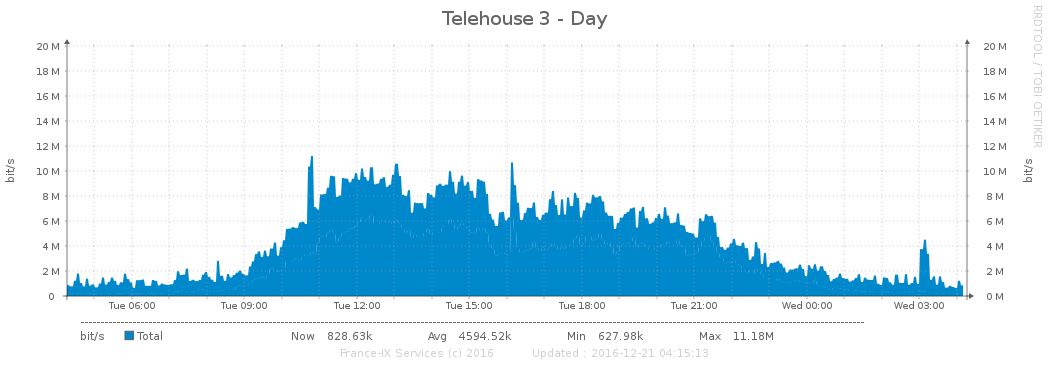 Telehouse 3 - Day
RRDTOOL / TOBI OETIKER
bit/s
20 M 20 M
18 M 18 M
16 M 16 M
14 M 14 M
12 M 12 M
10 M 10 M
8 M 8 M
6 M 6 M
4 M 4 M
2 M 2 M
0 0 M
bit/s
Tue 06:00 Tue 09:00 Tue 12:00 Tue 15:00 Tue 18:00 Tue 21:00 Wed 00:00 Wed 03:00
bit/s Total Now 828.63k Avg 4594.52k Min 627.98k Max 11.18M
France-IX Services (c) 2016 Updated : 2016-12-21 04:15:13